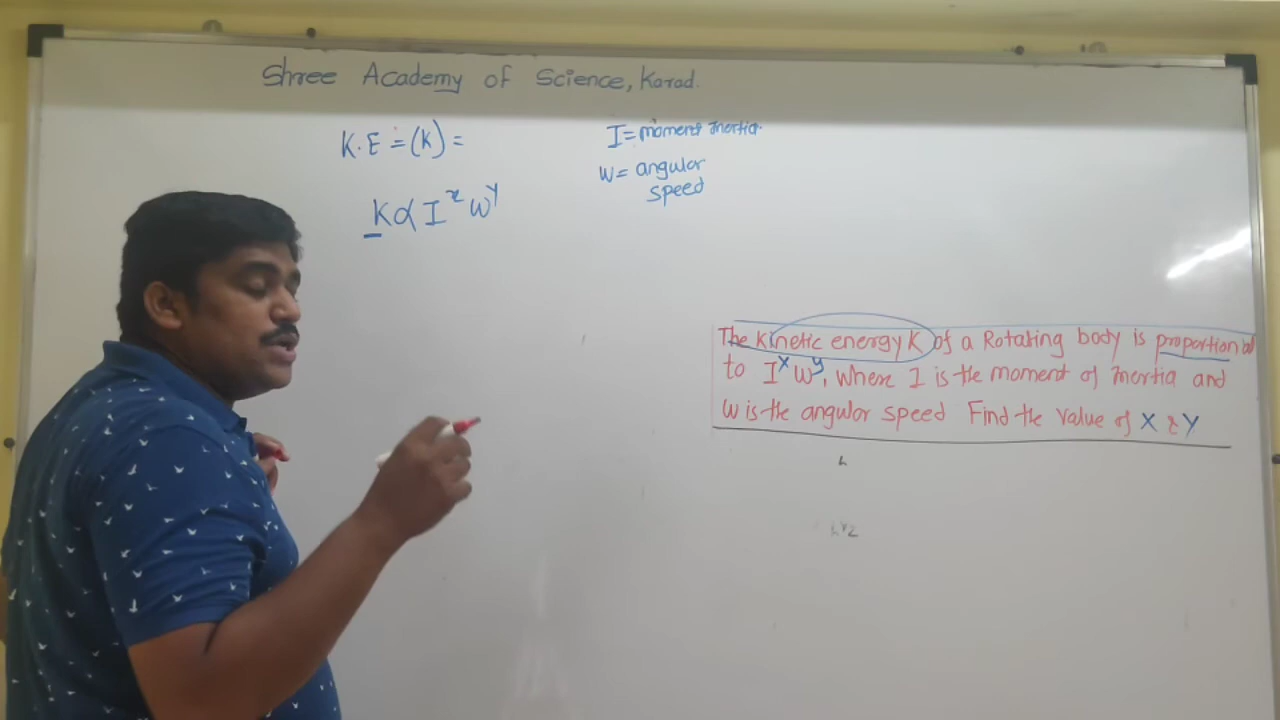 Shree Academy of Science, Karad.
K.E = (K) =
I = moment inertia.
W = angular
speed
K ∝ I^x W^y
The Kinetic energy K of a Rotating body is proportional
to I^x W^y, where I is the moment of inertia and
W is the angular speed Find the value of X & Y